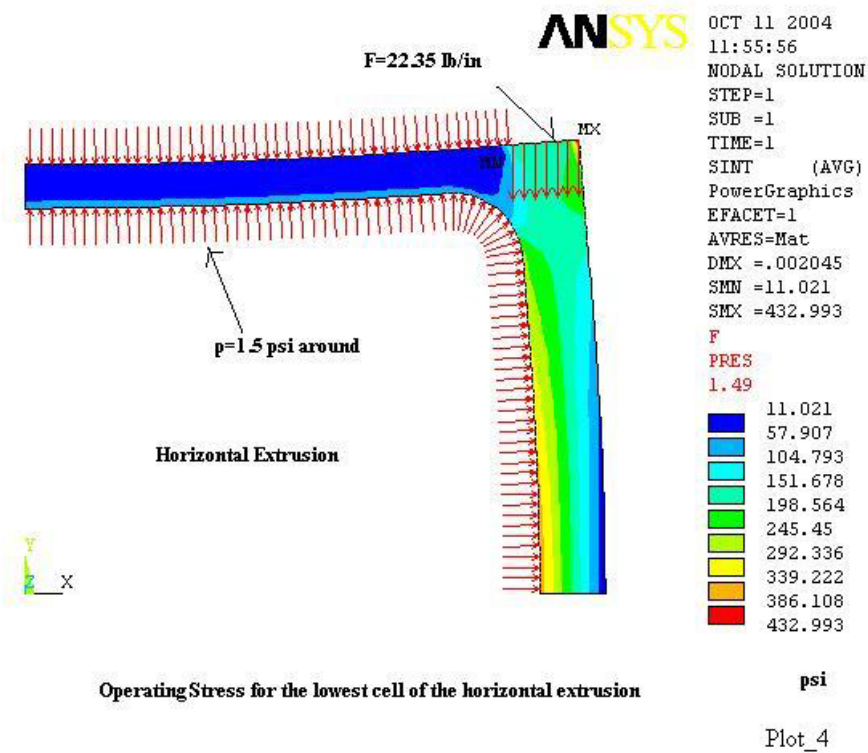 ANSYS
OCT 11 2004
11:55:56
NODAL SOLUTION
STEP=1
SUB =1
TIME=1
SINT (AVG)
PowerGraphics
EFACET=1
AVRES=Mat
DMX =.002045
SMN =11.021
SMX =432.993
F
PRES
1.49
11.021
57.907
104.793
151.678
198.564
245.45
292.336
339.222
386.108
432.993
F=22.35 lb/in
MX
MN
p=1.5 psi around
Horizontal Extrusion
Y
Z X
Operating Stress for the lowest cell of the horizontal extrusion
psi
Plot_4